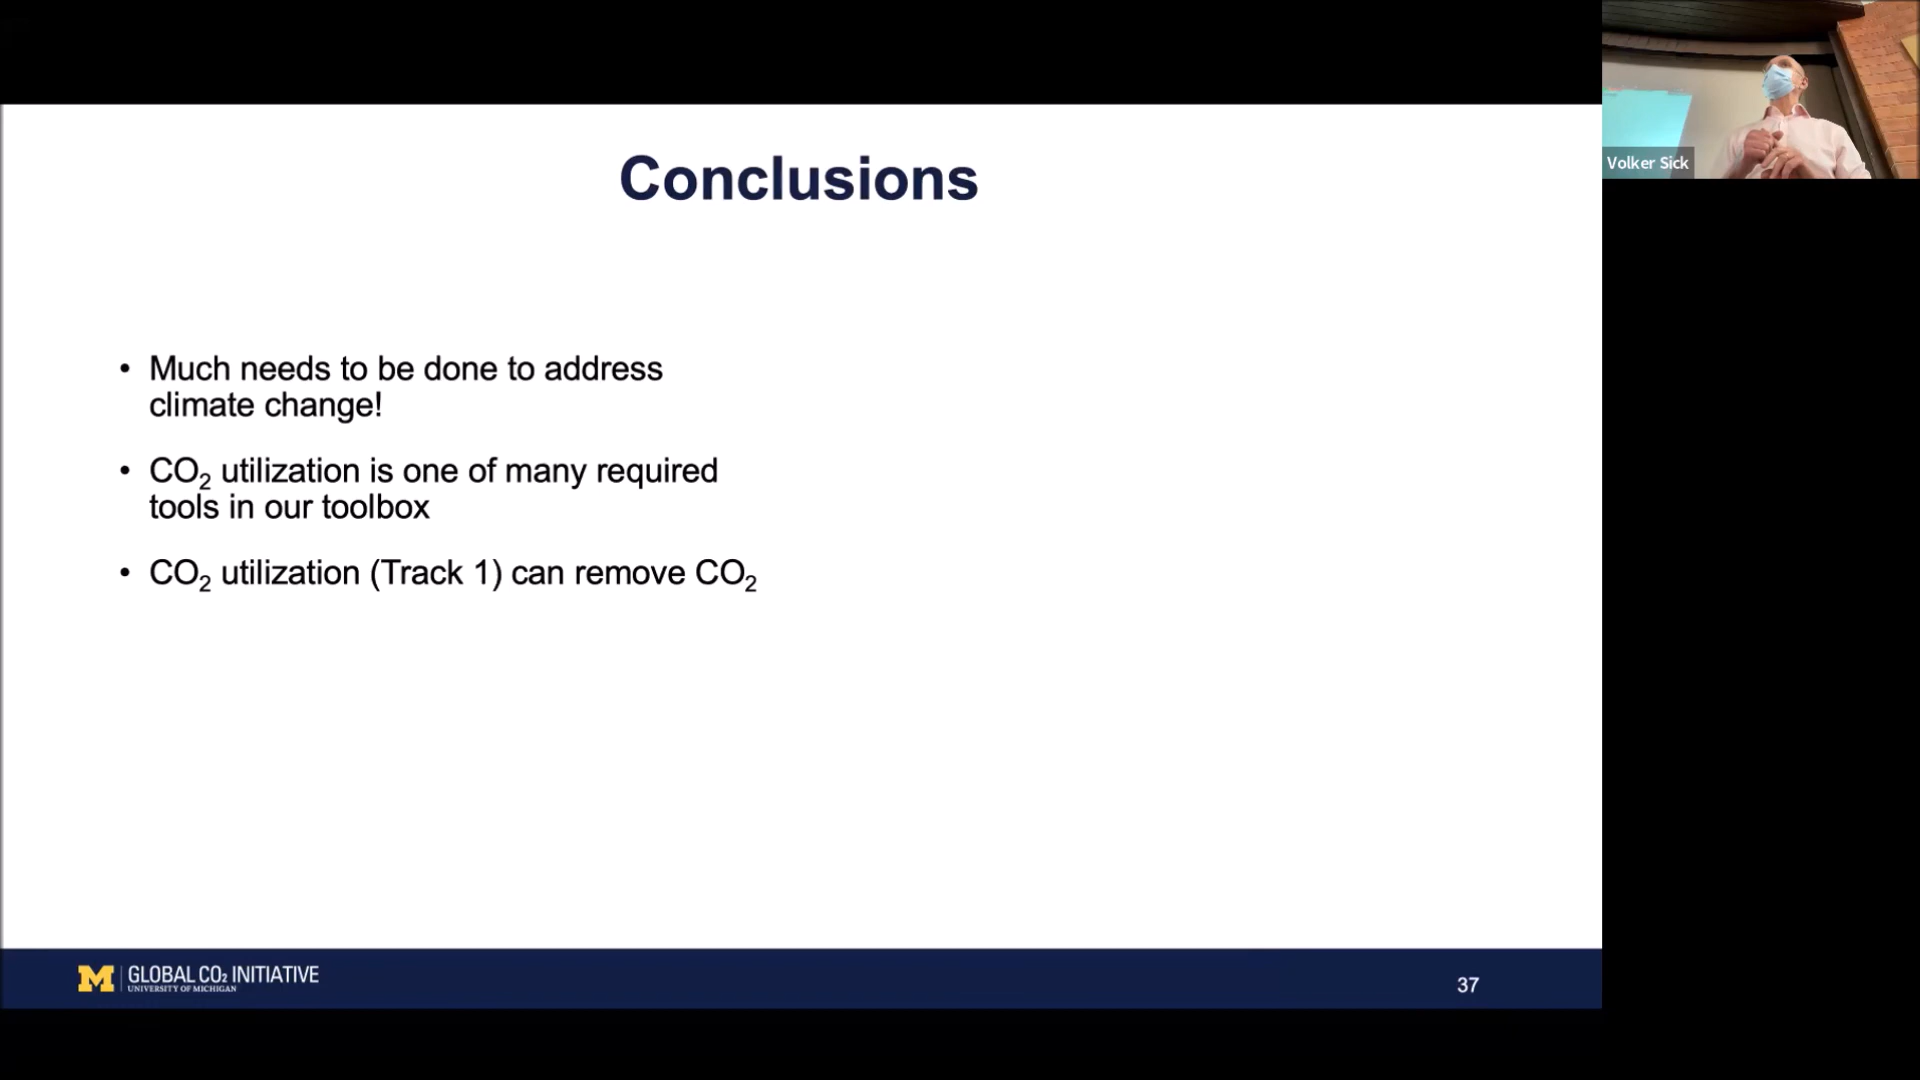 Conclusions
• Much needs to be done to address
climate change!
• CO₂ utilization is one of many required
tools in our toolbox
• CO₂ utilization (Track 1) can remove CO₂
Volker Sick
M GLOBAL CO₂ INITIATIVE
UNIVERSITY OF MICHIGAN
37